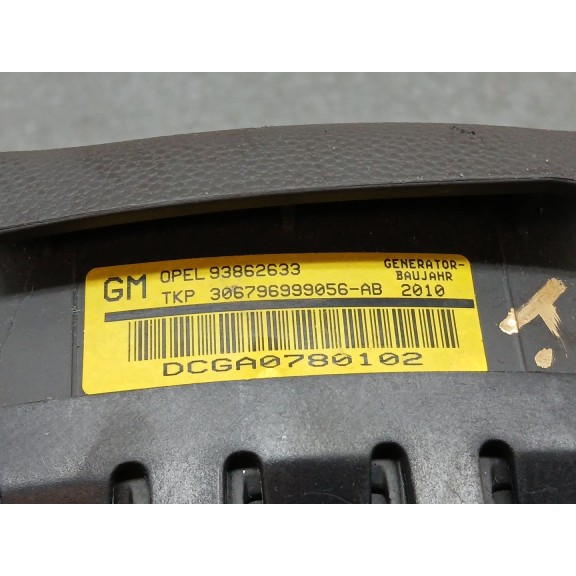 GM OPEL 93862633 GENERATOR-
BAUJAHR
TKP 306796999056-AB 2010
DCGA0780102